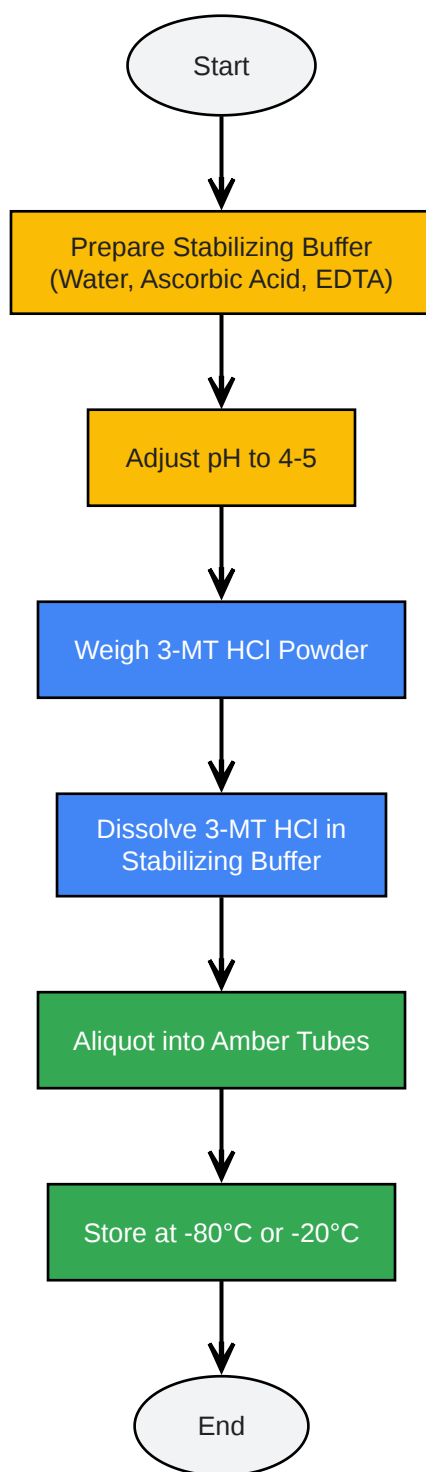 Start
Prepare Stabilizing Buffer
(Water, Ascorbic Acid, EDTA)
Adjust pH to 4-5
Weigh 3-MT HCl Powder
Dissolve 3-MT HCl in
Stabilizing Buffer
Aliquot into Amber Tubes
Store at -80°C or -20°C
End